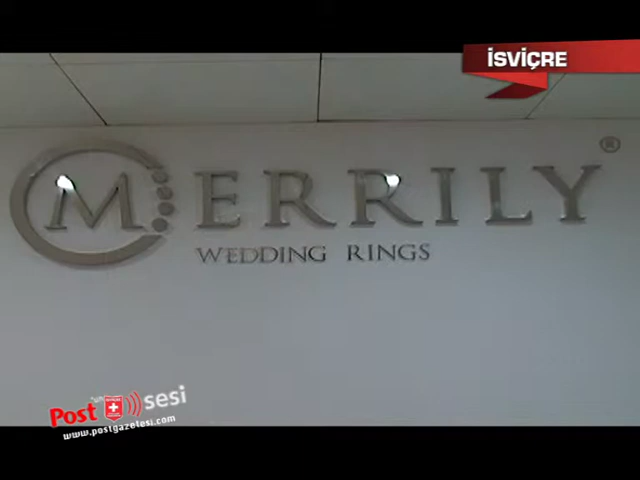 İSVİÇRE
MERRILY®
WEDDING RINGS
Post sesi
www.postgazetesi.com